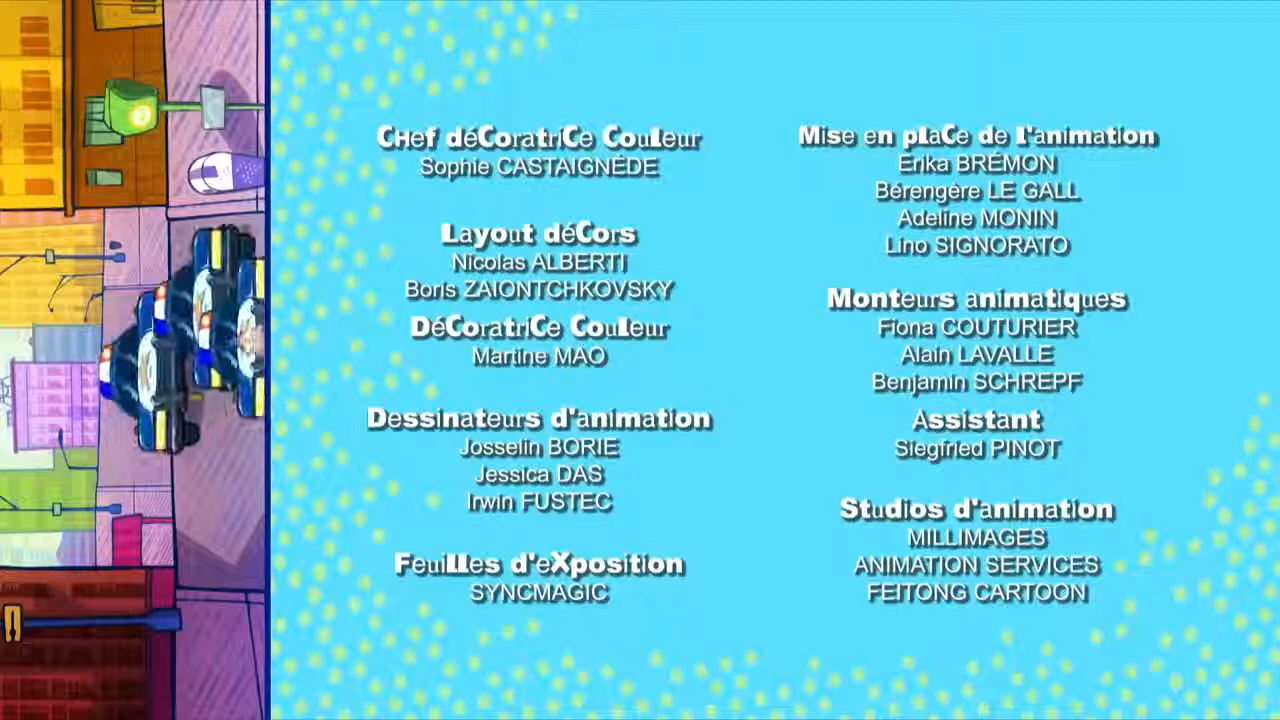 CHef déCoratriCe CouLeur
Sophie CASTAIGNÈDE
Layout déCors
Nicolas ALBERTI
Boris ZAIONTCHKOVSKY
DéCoratriCe CouLeur
Martine MAO
Dessinateurs d'animation
Josselin BORIE
Jessica DAS
Irwin FUSTEC
FeuiLLes d'eXposition
SYNCMAGIC
Mise en pLaCe de L'animation
Erika BRÉMON
Bérengère LE GALL
Adeline MONIN
Lino SIGNORATO
Monteurs animatiques
Fiona COUTURIER
Alain LAVALLE
Benjamin SCHREPF
Assistant
Siegfried PINOT
Studios d'animation
MILLIMAGES
ANIMATION SERVICES
FEITONG CARTOON